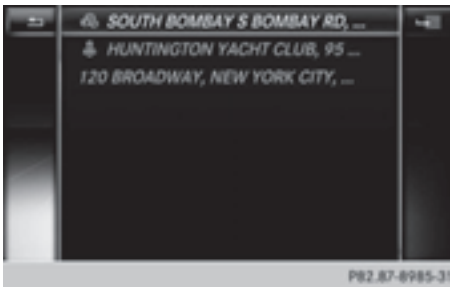 SOUTH BOMBAY S BOMBAY RD, ...
HUNTINGTON YACHT CLUB, 95 ...
120 BROADWAY, NEW YORK CITY, ...
P82.87-8985-31